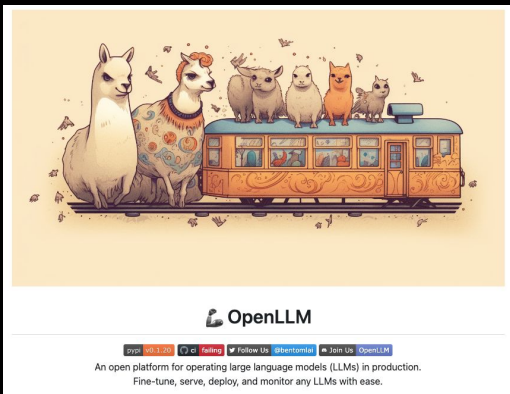 OpenLLM
pypi v0.1.20 ci failing Follow Us @bentomlai Join Us OpenLLM
An open platform for operating large language models (LLMs) in production.
Fine-tune, serve, deploy, and monitor any LLMs with ease.